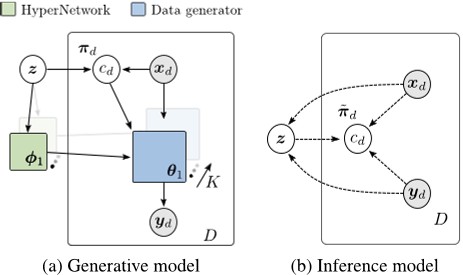 HyperNetwork Data generator
π_d
z c_d x_d
ϕ_1 θ_1
K
y_d
D
(a) Generative model
x_d
π̃_d
z c_d
y_d
D
(b) Inference model